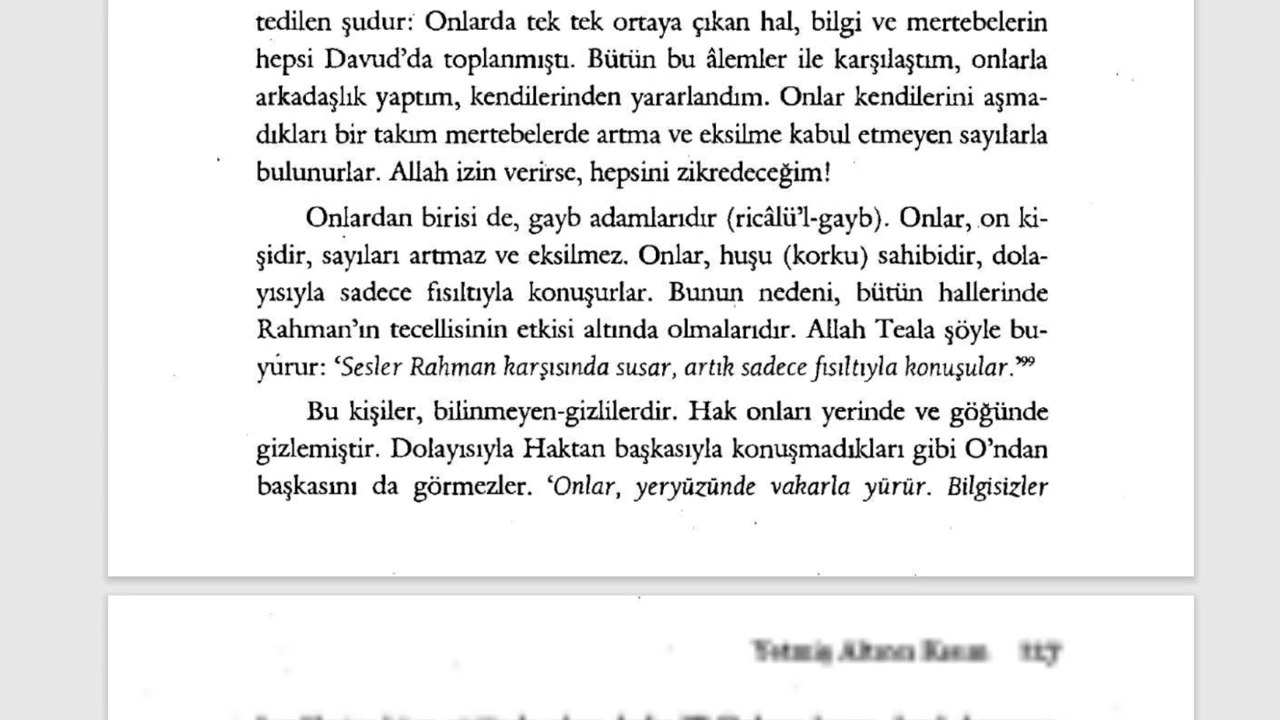 tedilen şudur: Onlarda tek tek ortaya çıkan hal, bilgi ve mertebelerin
hepsi Davud’da toplanmıştı. Bütün bu âlemler ile karşılaştım, onlarla
arkadaşlık yaptım, kendilerinden yararlandım. Onlar kendilerini aşma-
dıkları bir takım mertebelerde artma ve eksilme kabul etmeyen sayılarla
bulunurlar. Allah izin verirse, hepsini zikredeceğim!
Onlardan birisi de, gayb adamlarıdır (ricâlü’l-gayb). Onlar, on ki-
şidir, sayıları artmaz ve eksilmez. Onlar, huşu (korku) sahibidir, dola-
yısıyla sadece fısıltıyla konuşurlar. Bunun nedeni, bütün hallerinde
Rahman’ın tecellisinin etkisi altında olmalarıdır. Allah Teala şöyle bu-
yurur: ‘Sesler Rahman karşısında susar, artık sadece fısıltıyla konuşular.’⁹⁹
Bu kişiler, bilinmeyen-gizlilerdir. Hak onları yerinde ve göğünde
gizlemiştir. Dolayısıyla Haktan başkasıyla konuşmadıkları gibi O’ndan
başkasını da görmezler. ‘Onlar, yeryüzünde vakarla yürür. Bilgisizler